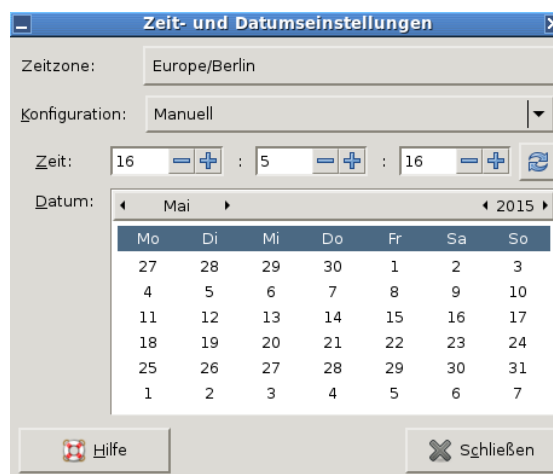 Zeit- und Datumseinstellungen
Zeitzone: Europe/Berlin
Konfiguration: Manuell
Zeit: 16 : 5 : 16
Datum: Mai 2015
Mo Di Mi Do Fr Sa So
27 28 29 30 1 2 3
4 5 6 7 8 9 10
11 12 13 14 15 16 17
18 19 20 21 22 23 24
25 26 27 28 29 30 31
1 2 3 4 5 6 7
Hilfe Schließen